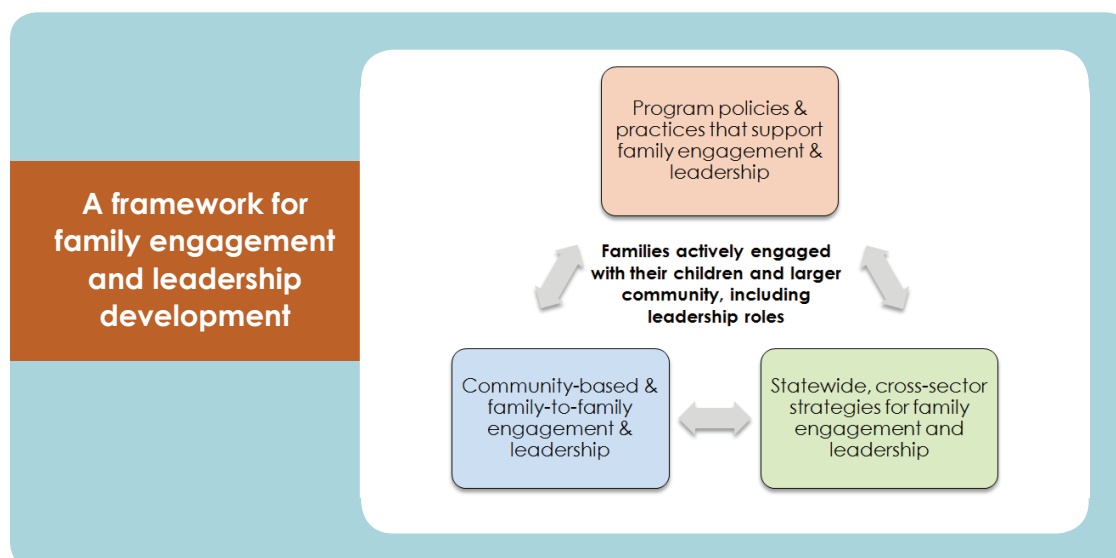 A framework for
family engagement
and leadership
development
Program policies &
practices that support
family engagement &
leadership
Families actively engaged
with their children and larger
community, including
leadership roles
Community-based &
family-to-family
engagement &
leadership
Statewide, cross-sector
strategies for family
engagement and
leadership